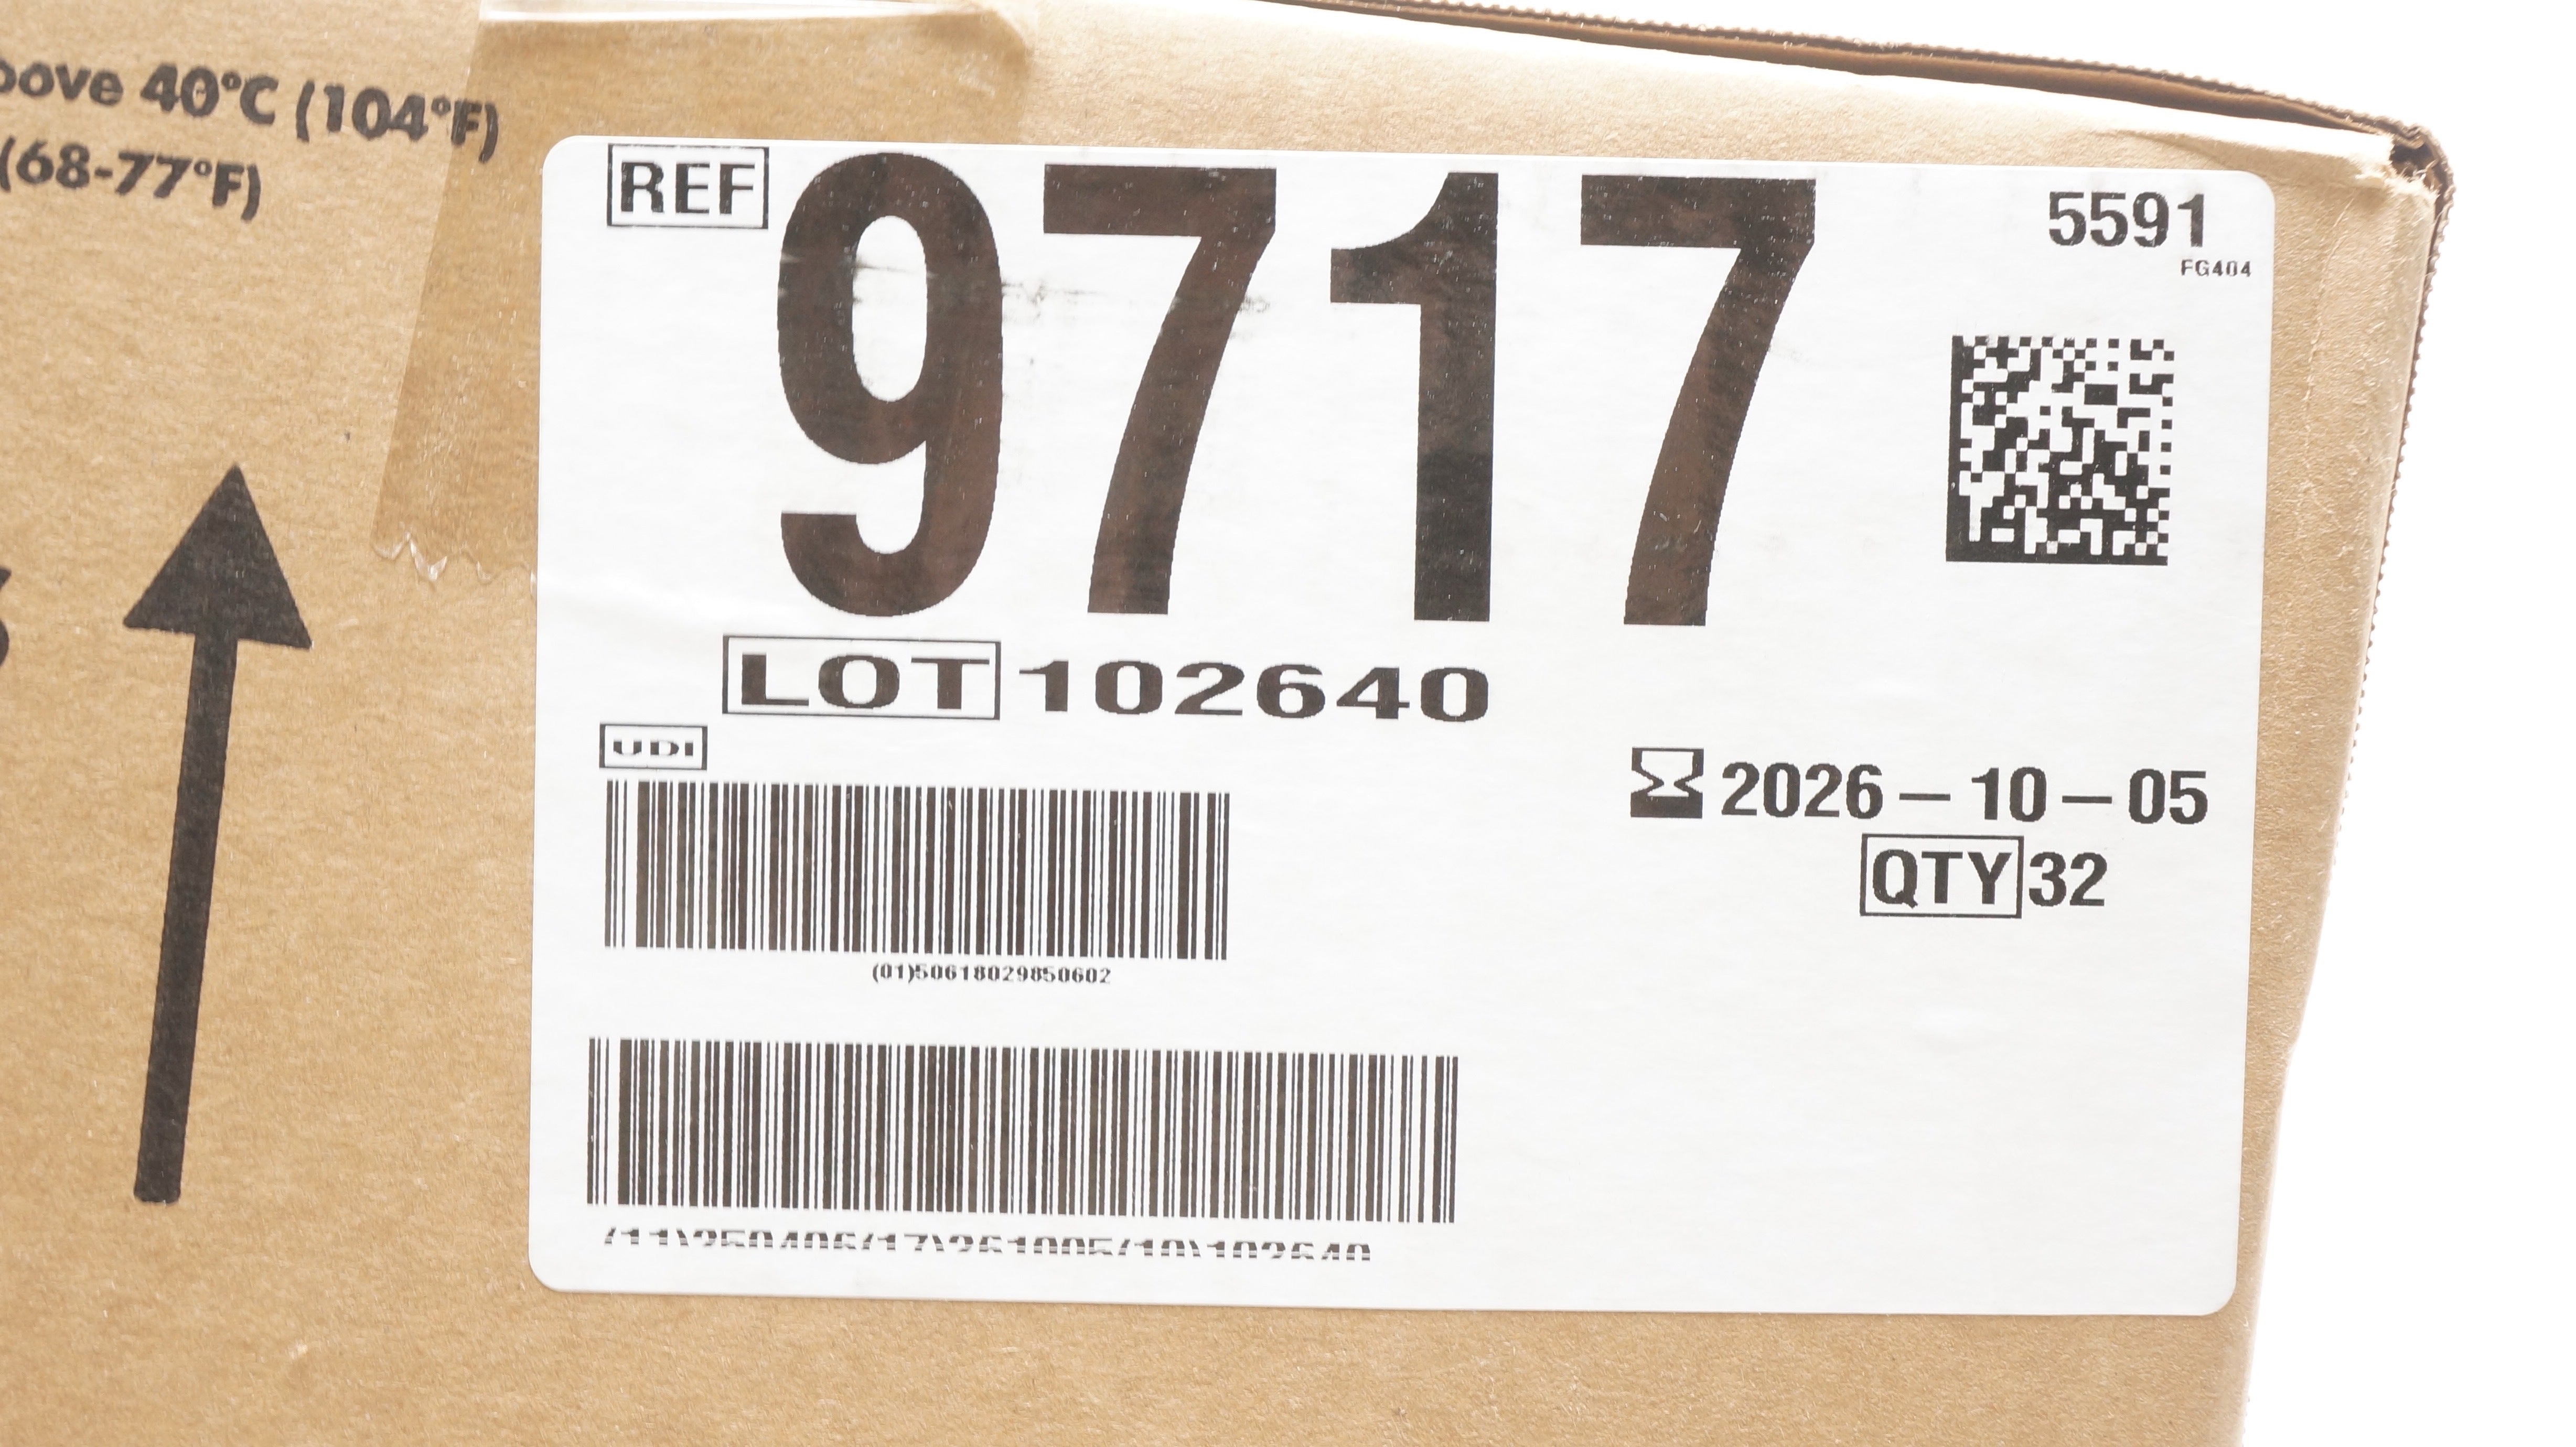 bove 40°C (104°F)
(68-77°F)
REF 9717
5591
FG404
LOT 102640
UDI
2026-10-05
QTY 32
(01)50618029850602
(11)250406(17)261005(10)102640